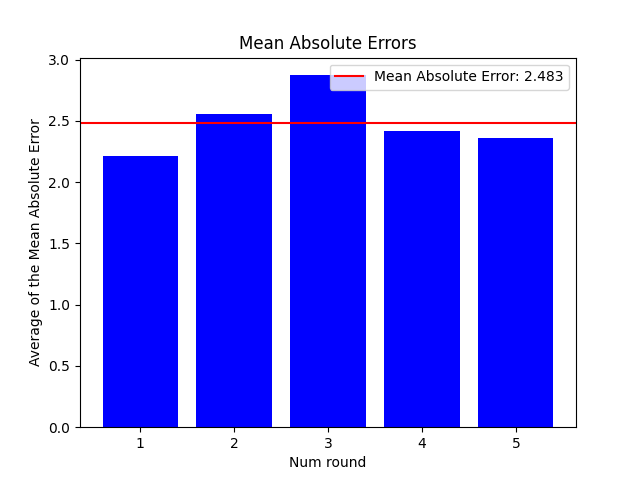 Mean Absolute Errors
Mean Absolute Error: 2.483
Average of the Mean Absolute Error
3.0
2.5
2.0
1.5
1.0
0.5
0.0
1 2 3 4 5
Num round